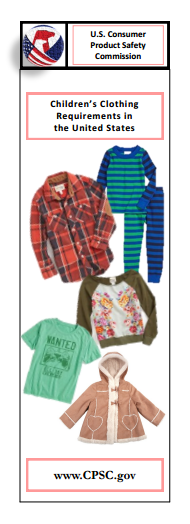 U.S. Consumer
Product Safety
Commission
Children's Clothing
Requirements in
the United States
WANTED
www.CPSC.gov